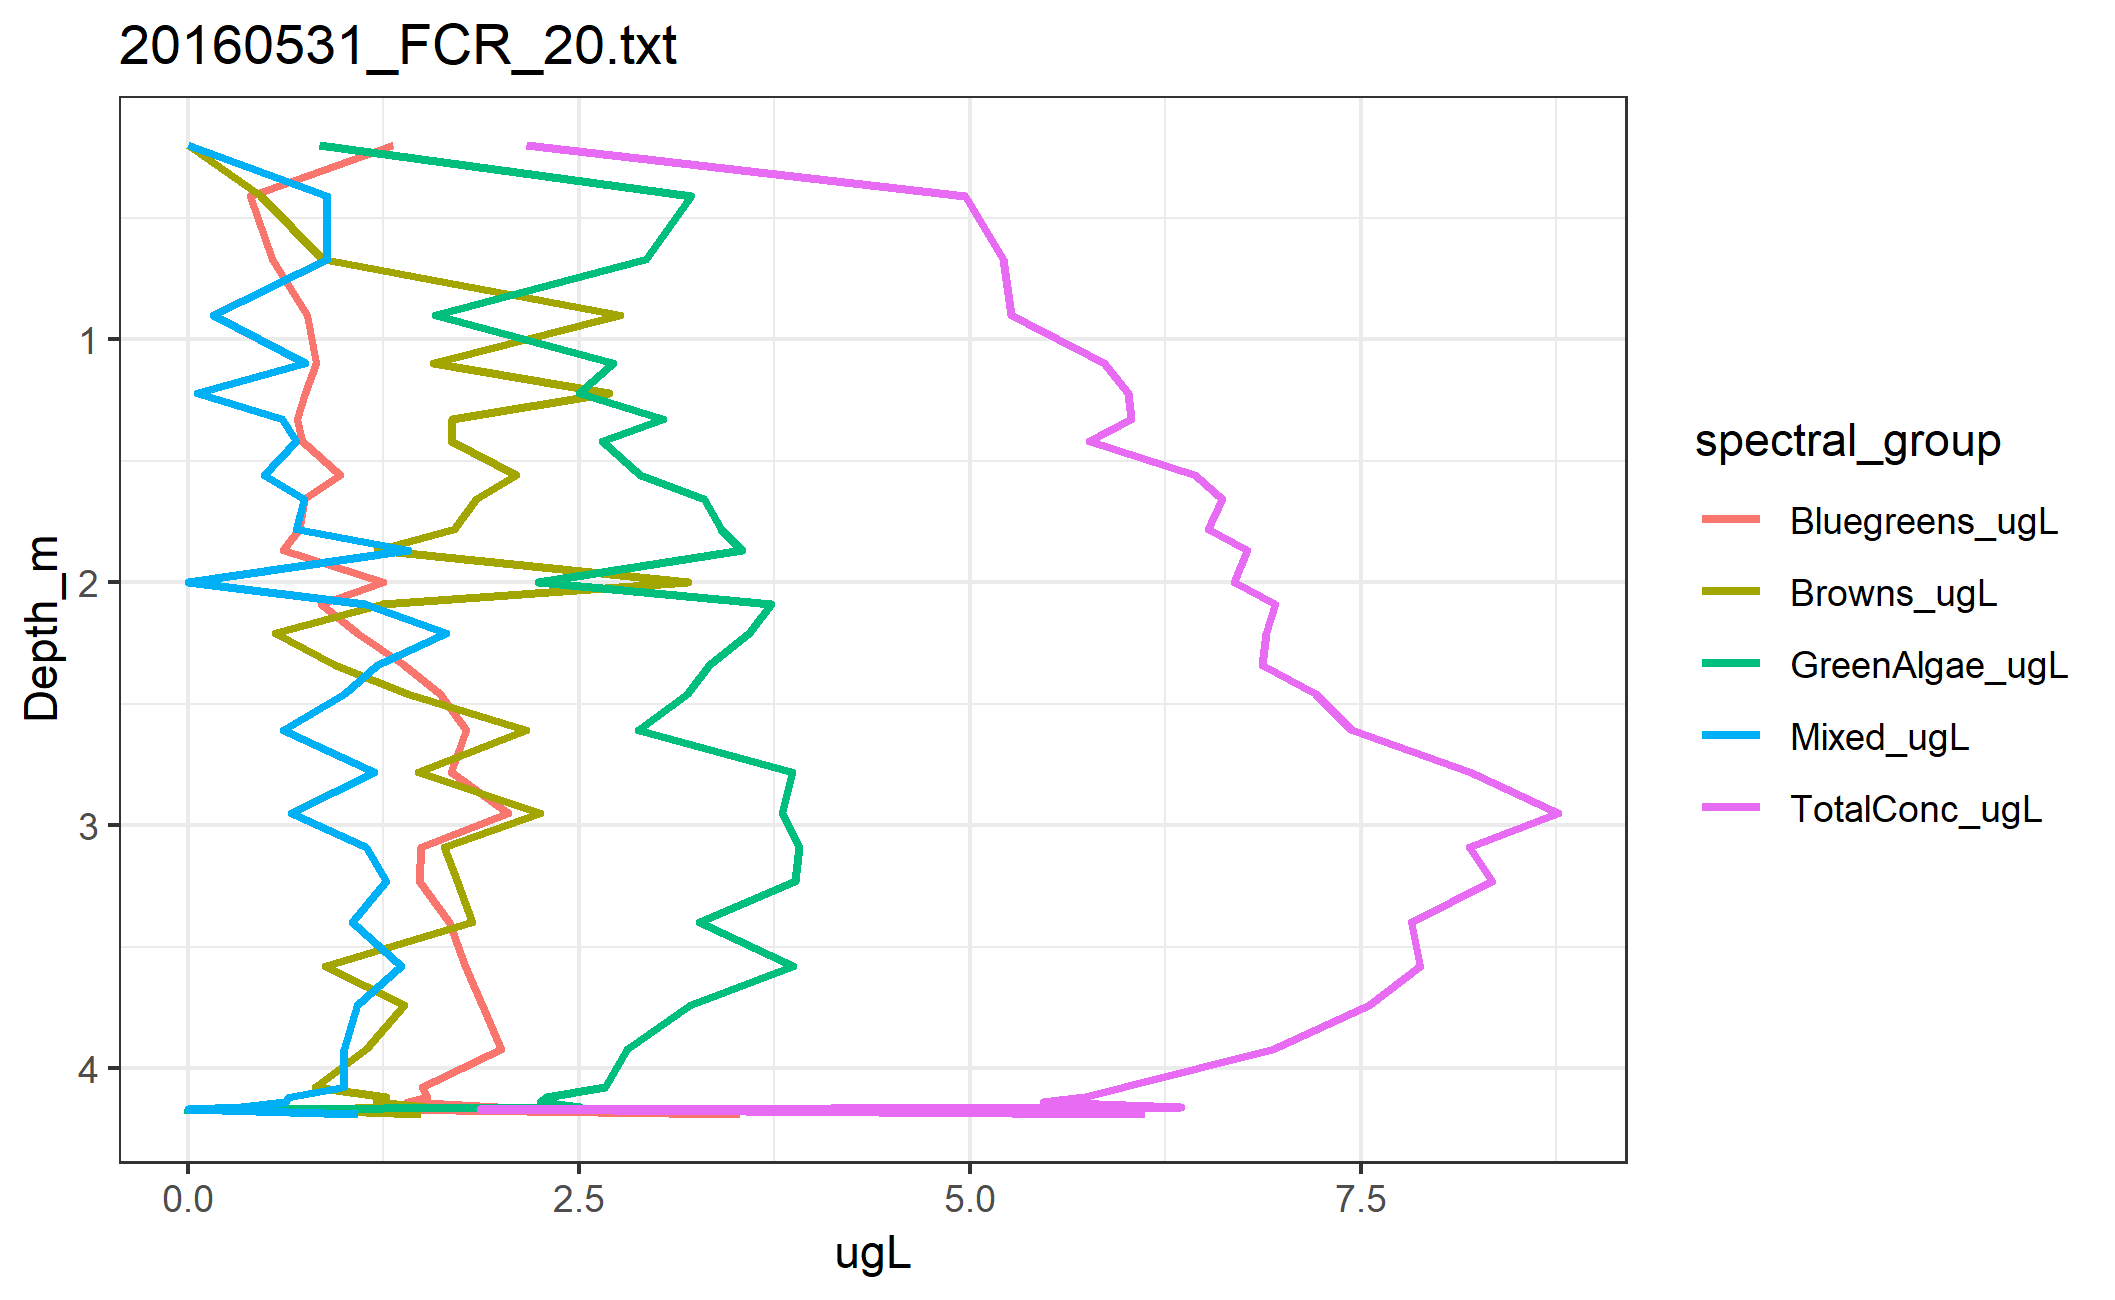 20160531_FCR_20.txt
Depth_m
1
2
3
4
0.0
2.5
5.0
7.5
ugL
spectral_group
Bluegreens_ugL
Browns_ugL
GreenAlgae_ugL
Mixed_ugL
TotalConc_ugL